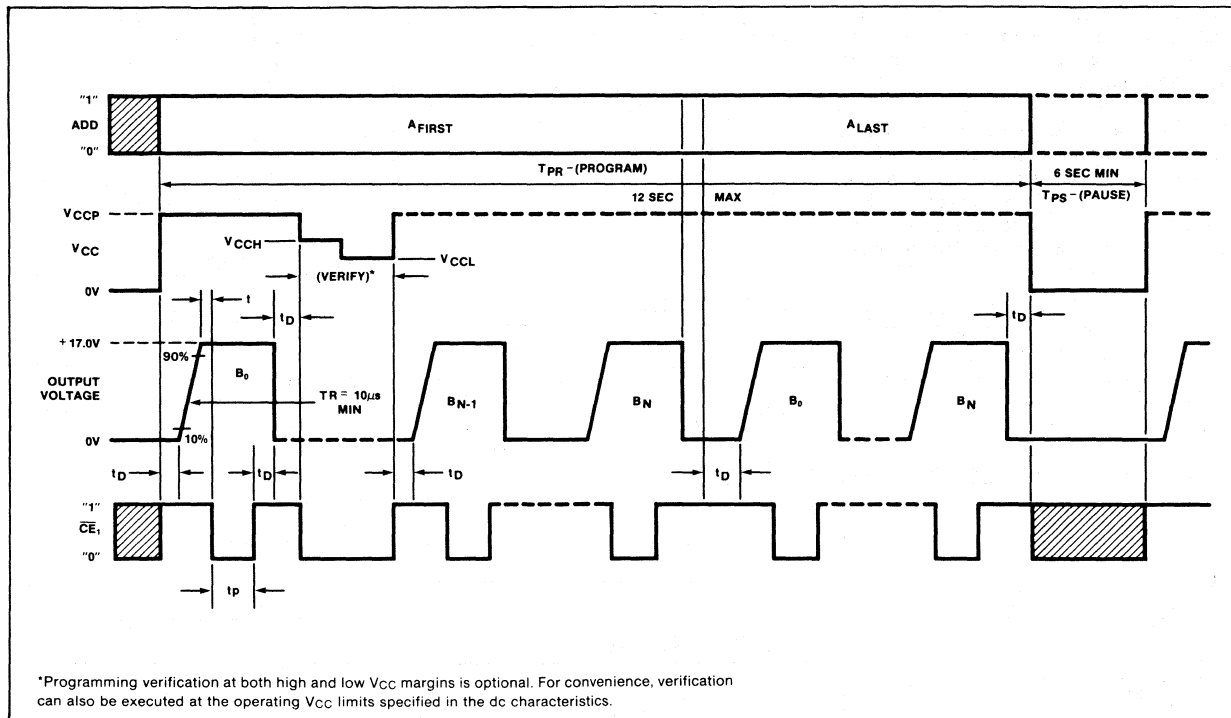 "1"
ADD
"0"
AFIRST
ALAST
TPR–(PROGRAM)
12 SEC MAX
6 SEC MIN
TPS–(PAUSE)
VCCP
VCC
VCCH
VCCL
(VERIFY)*
0V
t
tD
tD
+17.0V
90%
OUTPUT
VOLTAGE
B0
TR = 10µs
MIN
BN-1
BN
B0
BN
10%
0V
tD
tD
tD
tD
"1"
CE1
"0"
tp
*Programming verification at both high and low VCC margins is optional. For convenience, verification
can also be executed at the operating VCC limits specified in the dc characteristics.